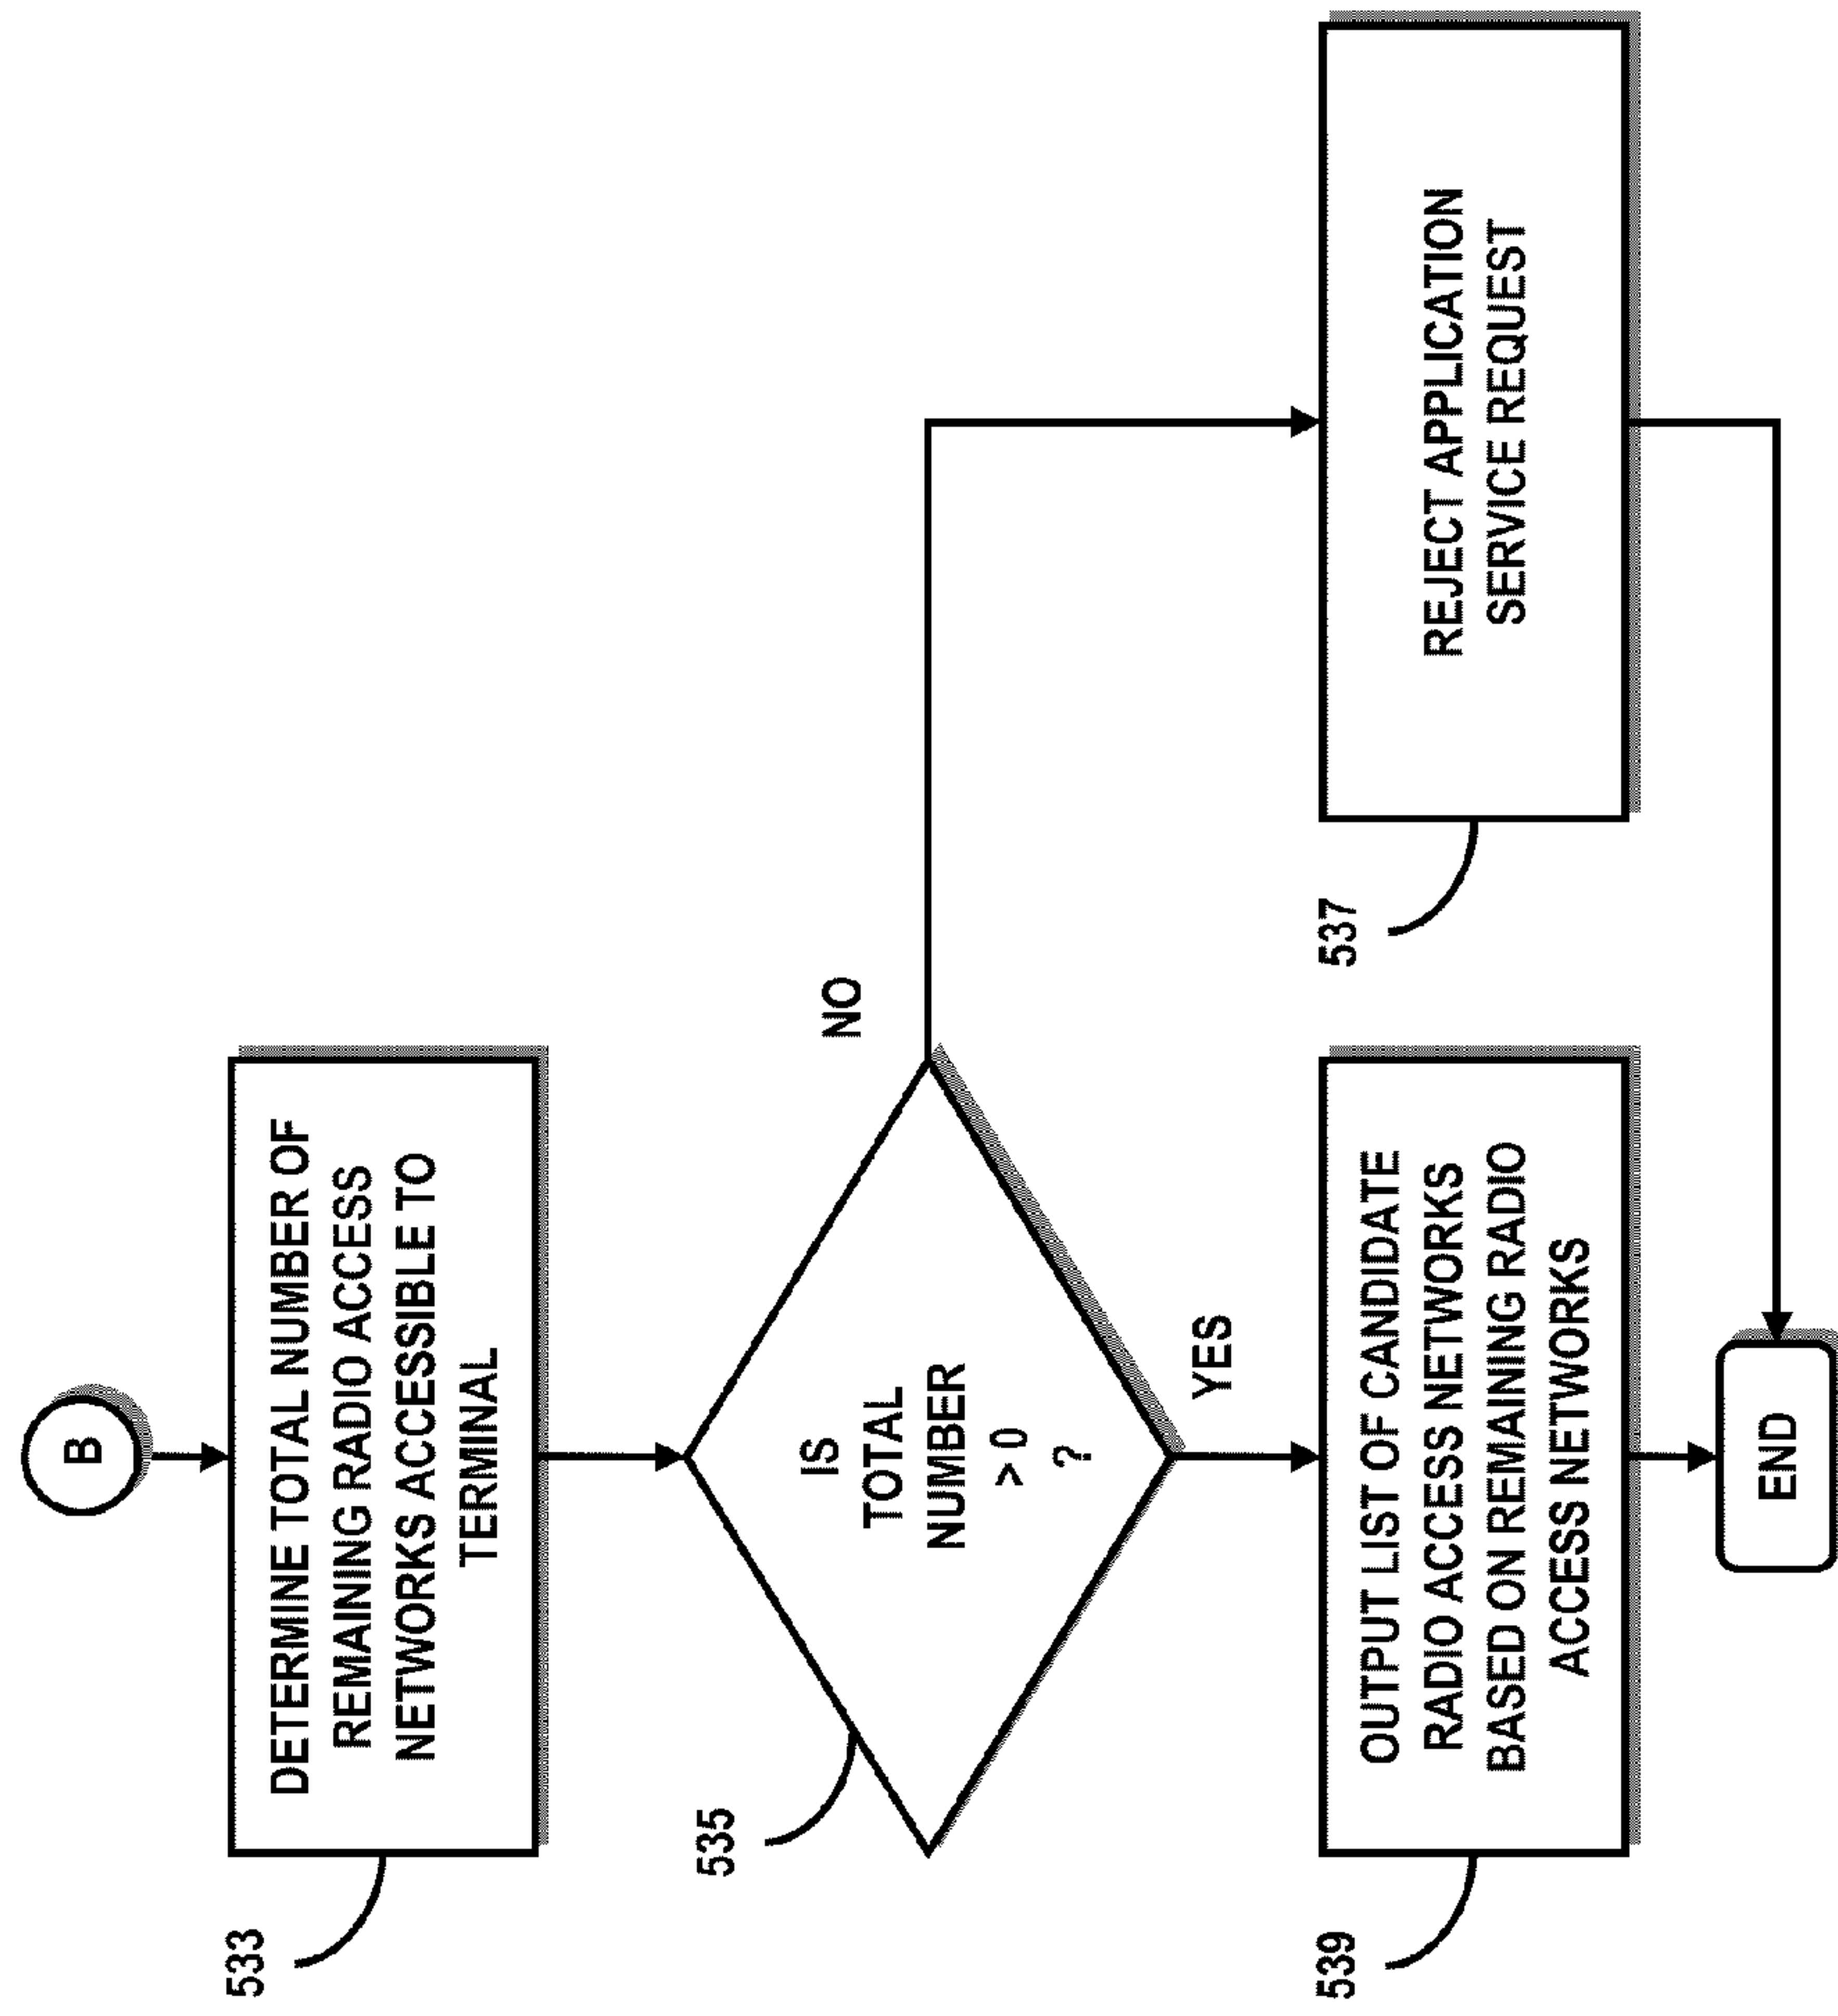 B
533
DETERMINE TOTAL NUMBER OF
REMAINING RADIO ACCESS
NETWORKS ACCESSIBLE TO
TERMINAL
535
IS
TOTAL
NUMBER
> 0
?
NO
YES
539
OUTPUT LIST OF CANDIDATE
RADIO ACCESS NETWORKS
BASED ON REMAINING RADIO
ACCESS NETWORKS
537
REJECT APPLICATION
SERVICE REQUEST
END